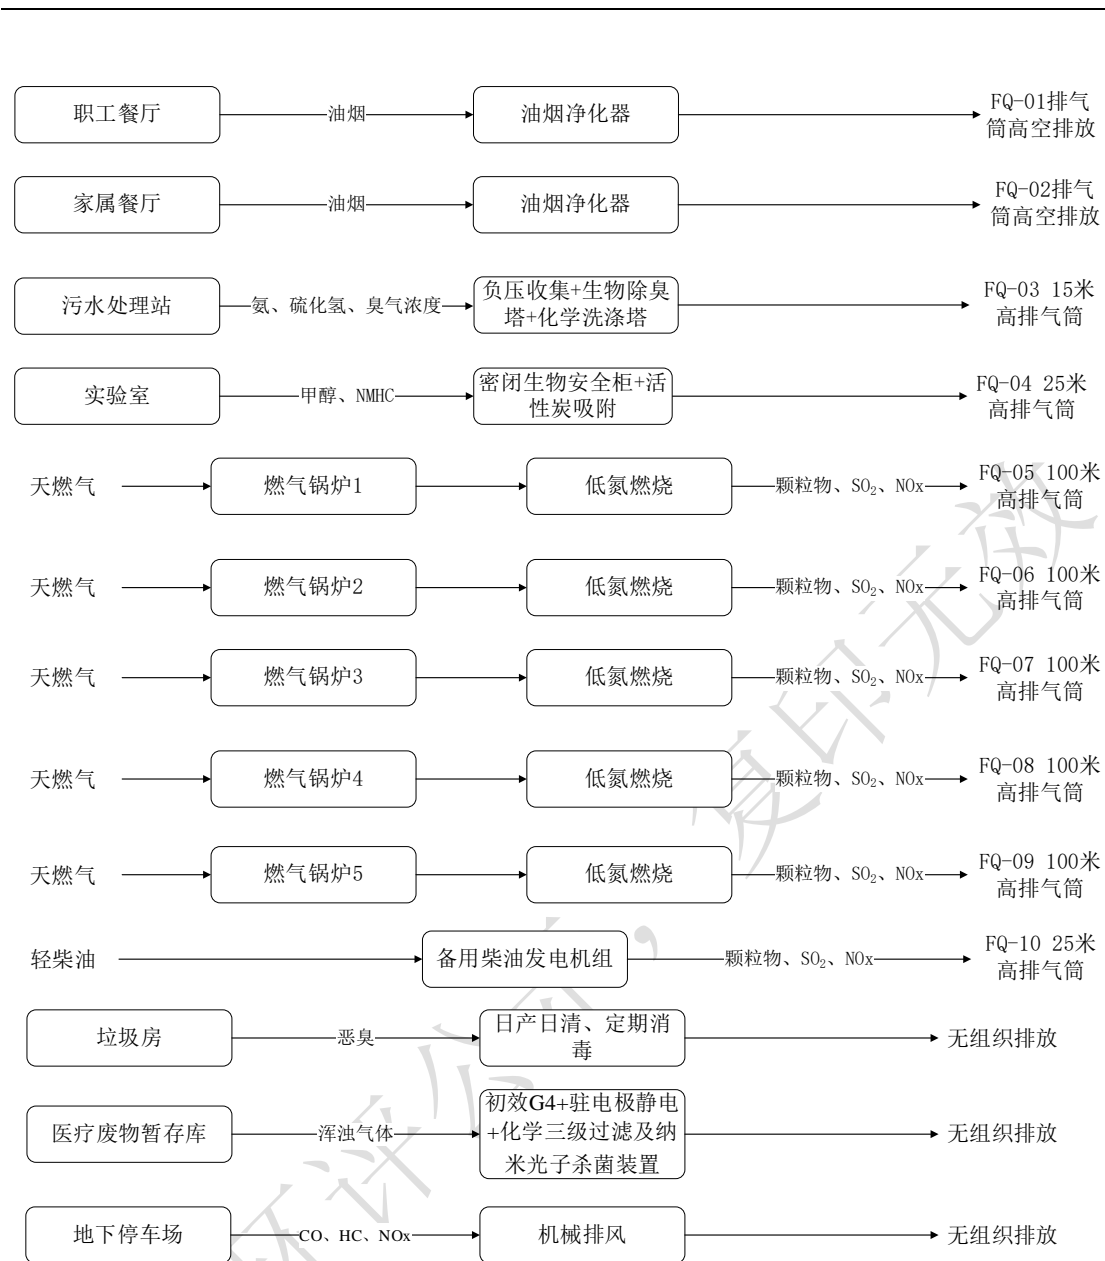 职工餐厅
油烟
油烟净化器
FQ-01排气
筒高空排放
家属餐厅
油烟
油烟净化器
FQ-02排气
筒高空排放
污水处理站
氨、硫化氢、臭气浓度
负压收集+生物除臭
塔+化学洗涤塔
FQ-03 15米
高排气筒
实验室
甲醇、NMHC
密闭生物安全柜+活
性炭吸附
FQ-04 25米
高排气筒
天燃气
燃气锅炉1
低氮燃烧
颗粒物、SO₂、NOx
FQ-05 100米
高排气筒
天燃气
燃气锅炉2
低氮燃烧
颗粒物、SO₂、NOx
FQ-06 100米
高排气筒
天燃气
燃气锅炉3
低氮燃烧
颗粒物、SO₂、NOx
FQ-07 100米
高排气筒
天燃气
燃气锅炉4
低氮燃烧
颗粒物、SO₂、NOx
FQ-08 100米
高排气筒
天燃气
燃气锅炉5
低氮燃烧
颗粒物、SO₂、NOx
FQ-09 100米
高排气筒
轻柴油
备用柴油发电机组
颗粒物、SO₂、NOx
FQ-10 25米
高排气筒
垃圾房
恶臭
日产日清、定期消
毒
无组织排放
医疗废物暂存库
浑浊气体
初效G4+驻电极静电
+化学三级过滤及纳
米光子杀菌装置
无组织排放
地下停车场
CO、HC、NOx
机械排风
无组织排放
环评公示，复印无效